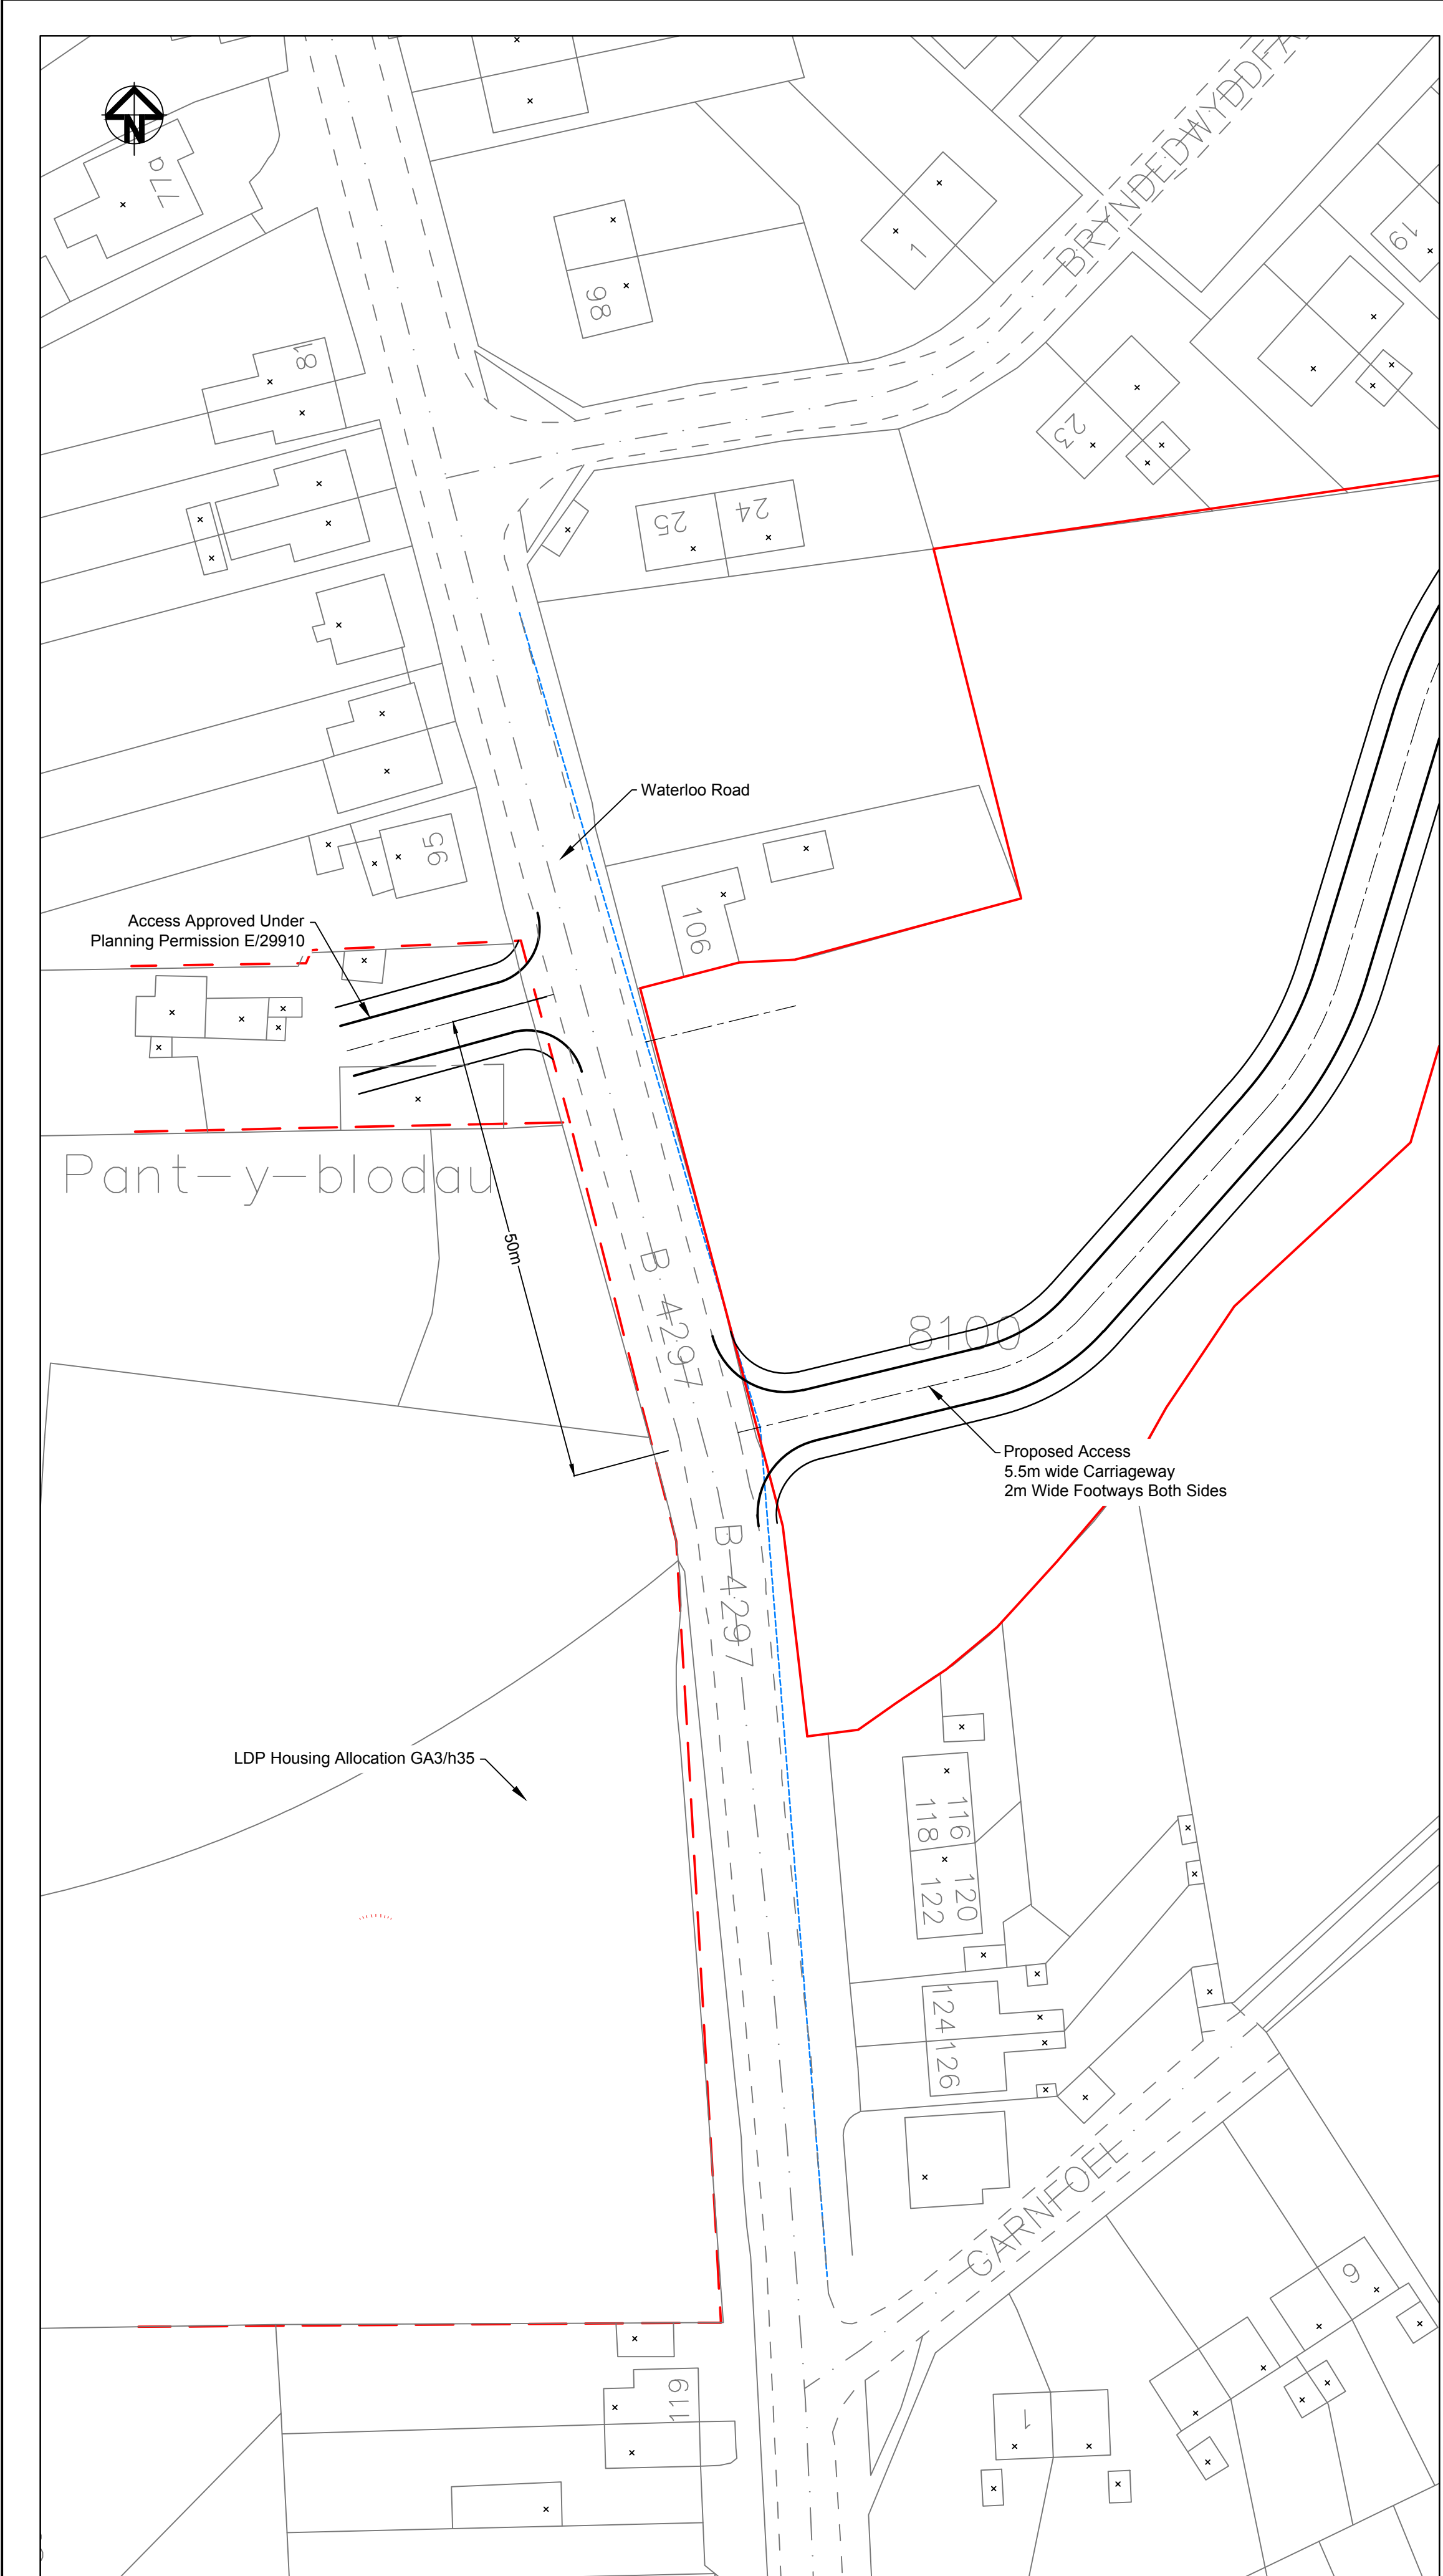 N
77a
98
1
BRYNDEDWYDDFA
19
81
23
25
24
Waterloo Road
95
106
Access Approved Under
Planning Permission E/29910
Pant-y-blodau
50m
B 4297
8100
Proposed Access
5.5m wide Carriageway
2m Wide Footways Both Sides
B 4297
LDP Housing Allocation GA3/h35
116
118
120
122
124
126
GARNFOEL
9
119
1